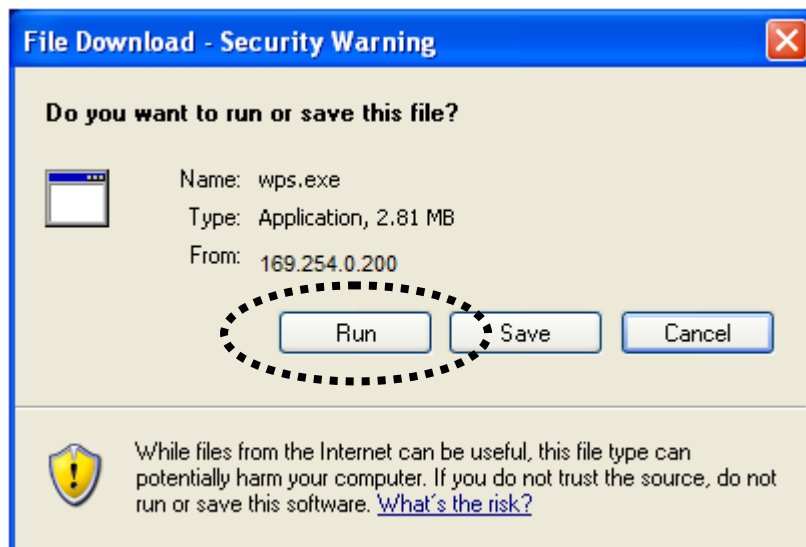 File Download - Security Warning
Do you want to run or save this file?
Name: wps.exe
Type: Application, 2.81 MB
From: 169.254.0.200
Run Save Cancel
While files from the Internet can be useful, this file type can
potentially harm your computer. If you do not trust the source, do not
run or save this software. What's the risk?